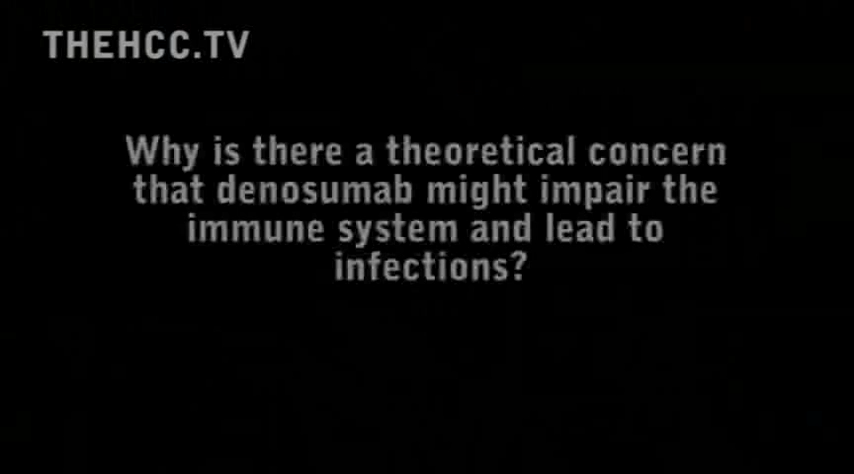 THEHCC.TV
Why is there a theoretical concern
that denosumab might impair the
immune system and lead to
infections?